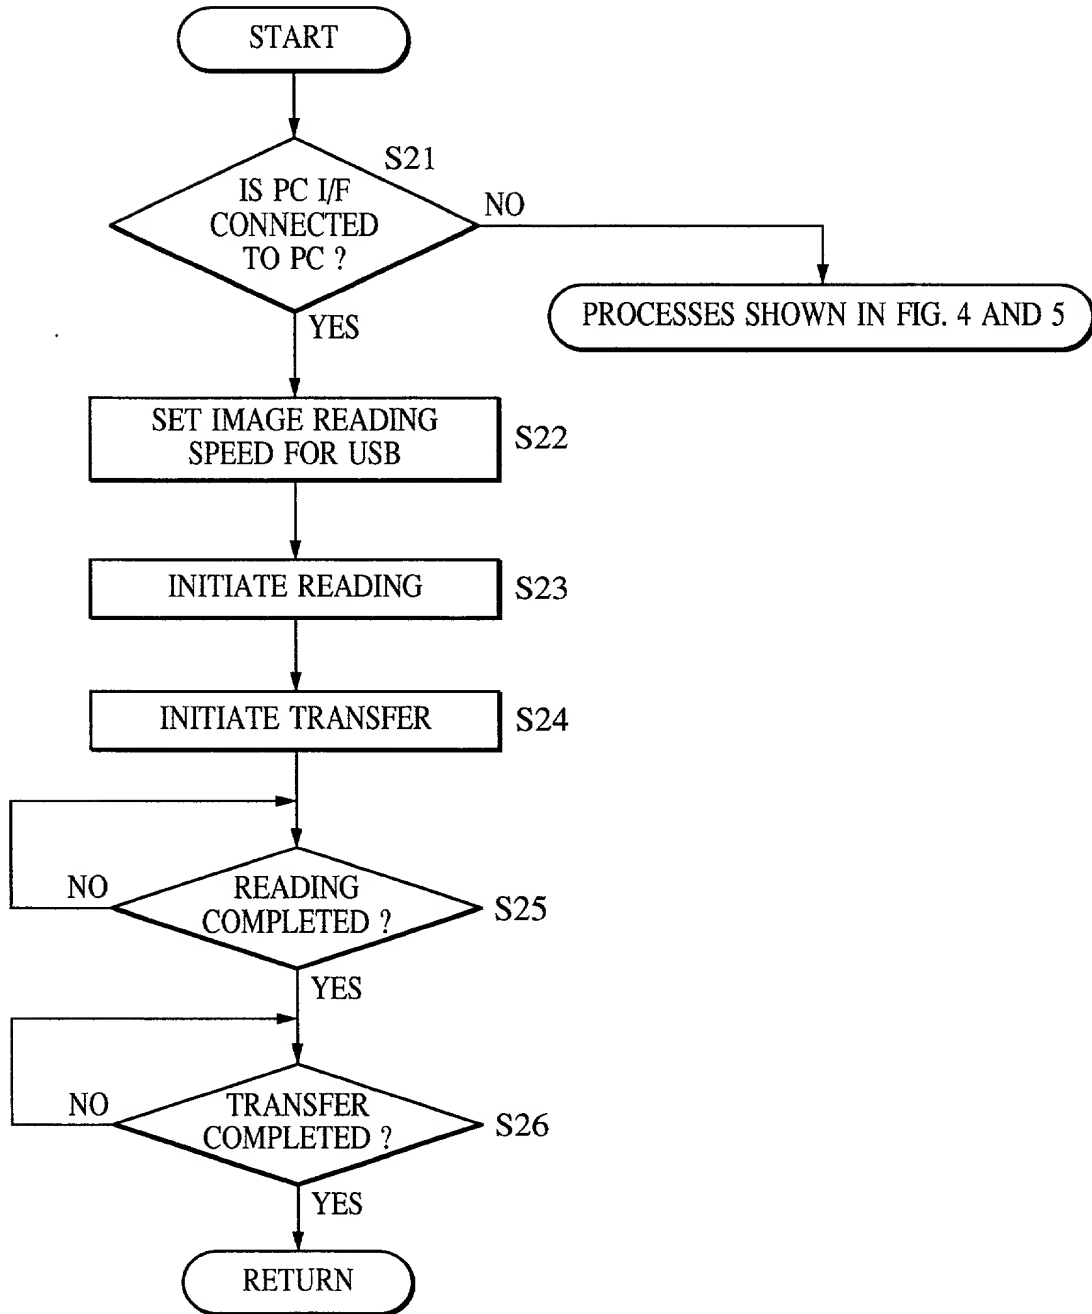 START
S21
IS PC I/F
CONNECTED
TO PC ?
NO
PROCESSES SHOWN IN FIG. 4 AND 5
YES
SET IMAGE READING
SPEED FOR USB
S22
INITIATE READING
S23
INITIATE TRANSFER
S24
NO
READING
COMPLETED ?
S25
YES
NO
TRANSFER
COMPLETED ?
S26
YES
RETURN